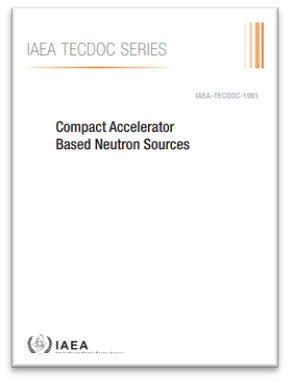 IAEA TECDOC SERIES
IAEA-TECDOC-1981
Compact Accelerator
Based Neutron Sources
IAEA